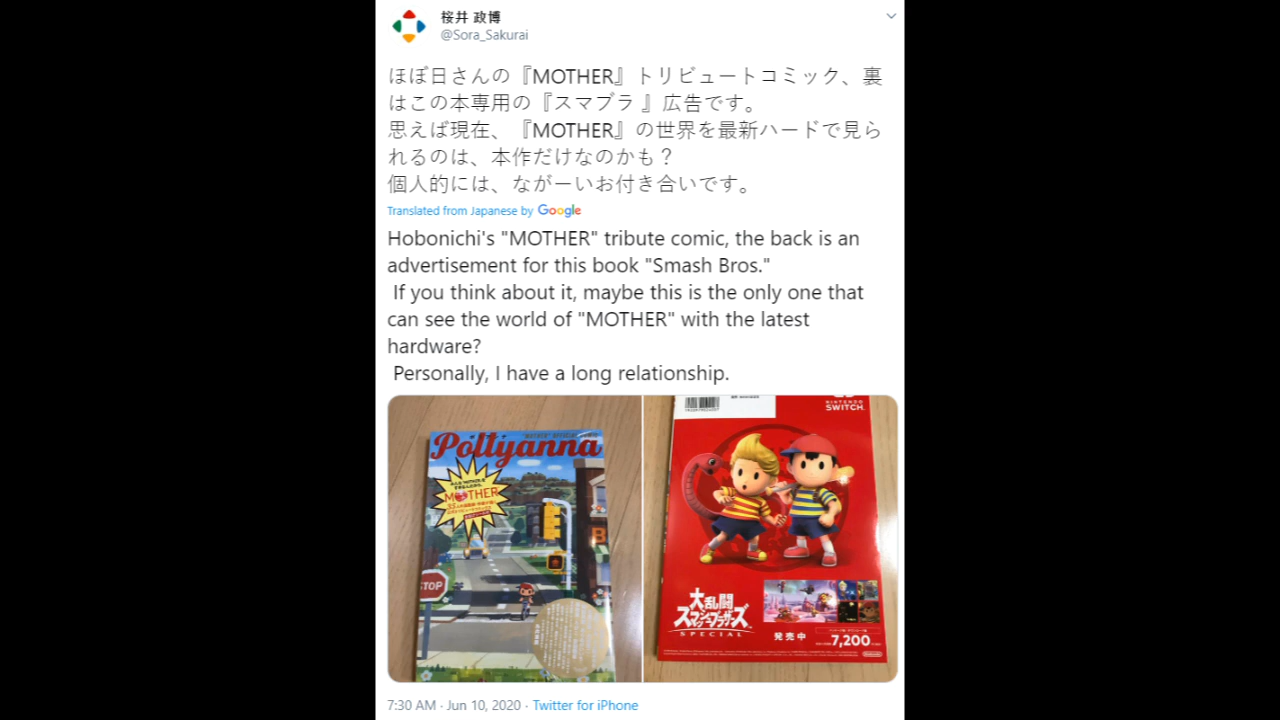 桜井 政博
@Sora_Sakurai
ほぼ日さんの『MOTHER』トリビュートコミック、裏
はこの本専用の『スマブラ 』広告です。
思えば現在、『MOTHER』の世界を最新ハードで見ら
れるのは、本作だけなのかも？
個人的には、ながーいお付き合いです。
Translated from Japanese by Google
Hobonichi's "MOTHER" tribute comic, the back is an
advertisement for this book "Smash Bros."
If you think about it, maybe this is the only one that
can see the world of "MOTHER" with the latest
hardware?
Personally, I have a long relationship.
Pollyanna
MOTHER
STOP
NINTENDO
SWITCH
大乱闘
スマッシュブラザーズ
SPECIAL
発売中
7,200
7:30 AM · Jun 10, 2020 · Twitter for iPhone